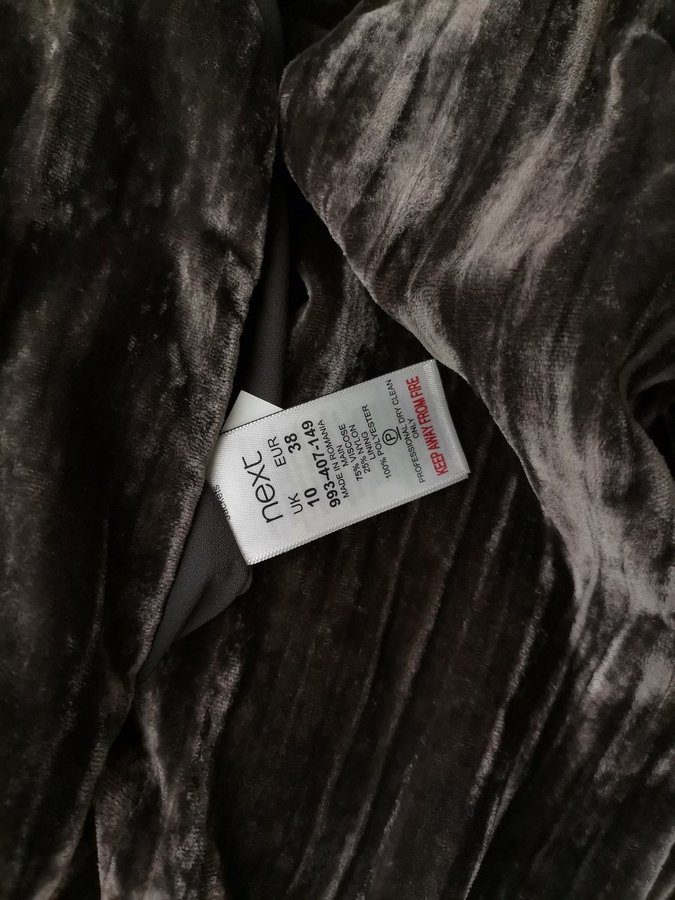 next
UK EUR
10 38
993-407-149
MADE IN ROMANIA
MAIN
75% VISCOSE
25% NYLON
LINING
100% POLYESTER
P
PROFESSIONAL DRY CLEAN
ONLY
KEEP AWAY FROM FIRE